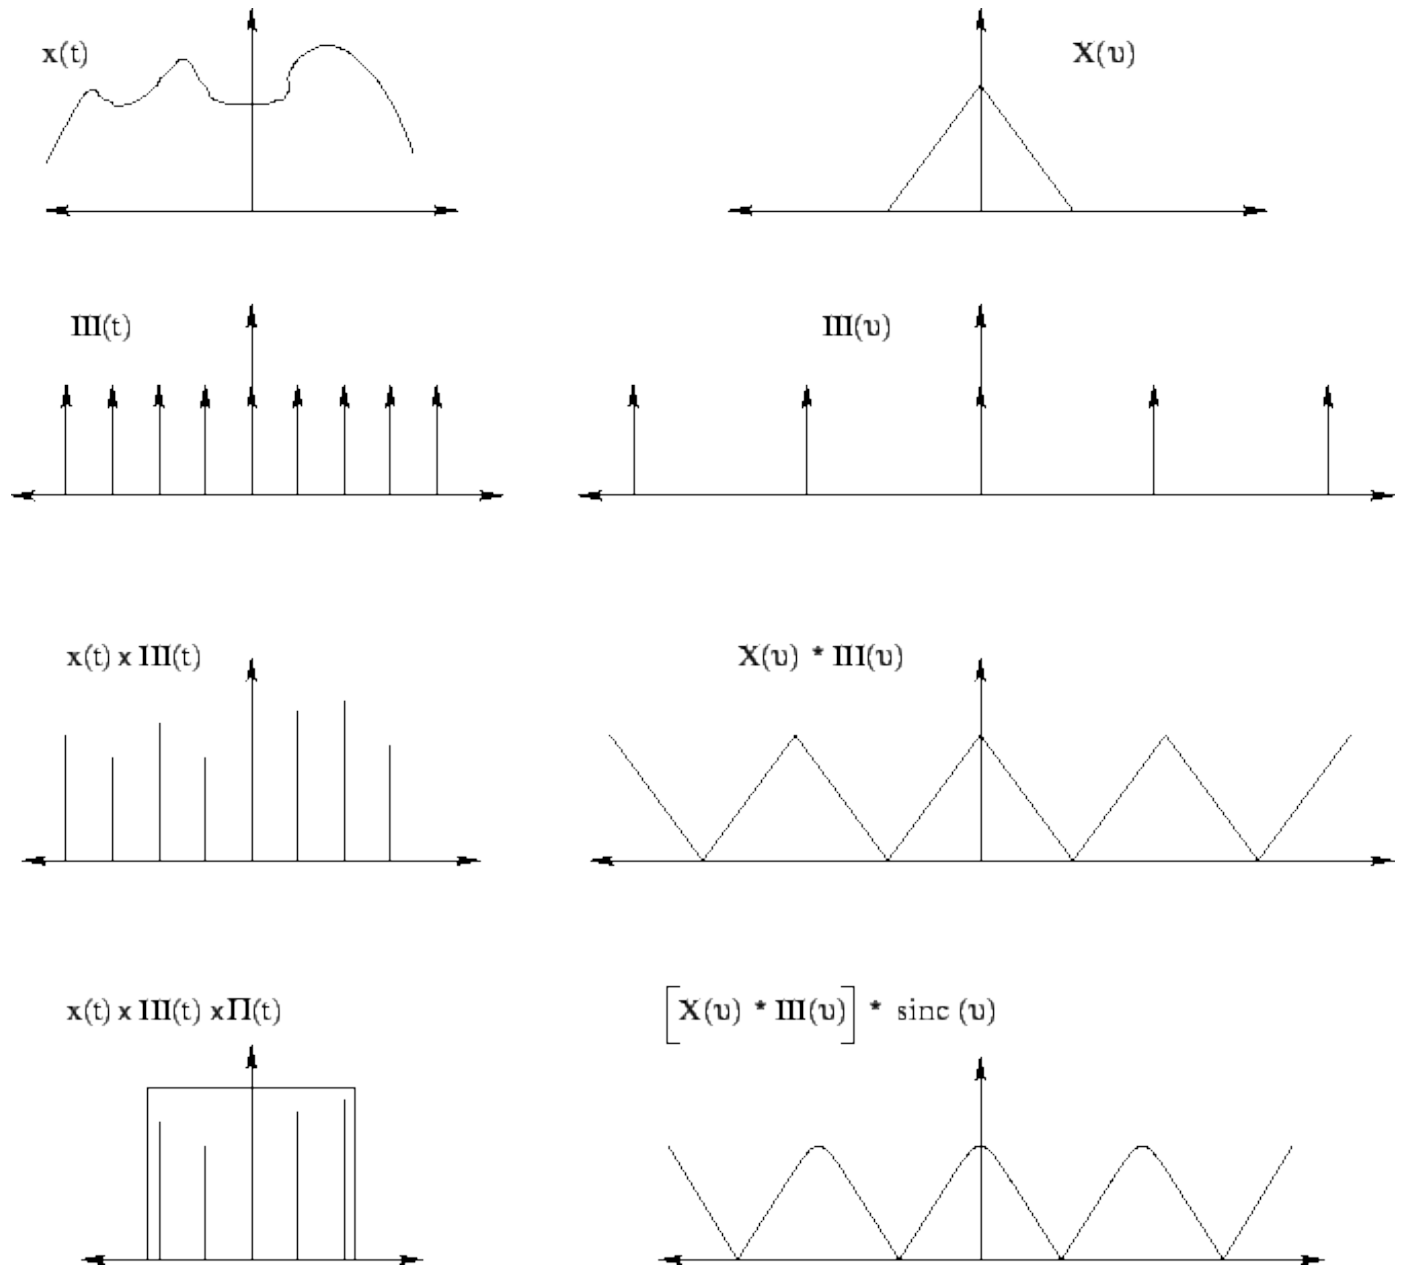 x(t)
X(υ)
III(t)
III(υ)
x(t) x III(t)
X(υ) * III(υ)
x(t) x III(t) x Π(t)
[X(υ) * III(υ)] * sinc (υ)